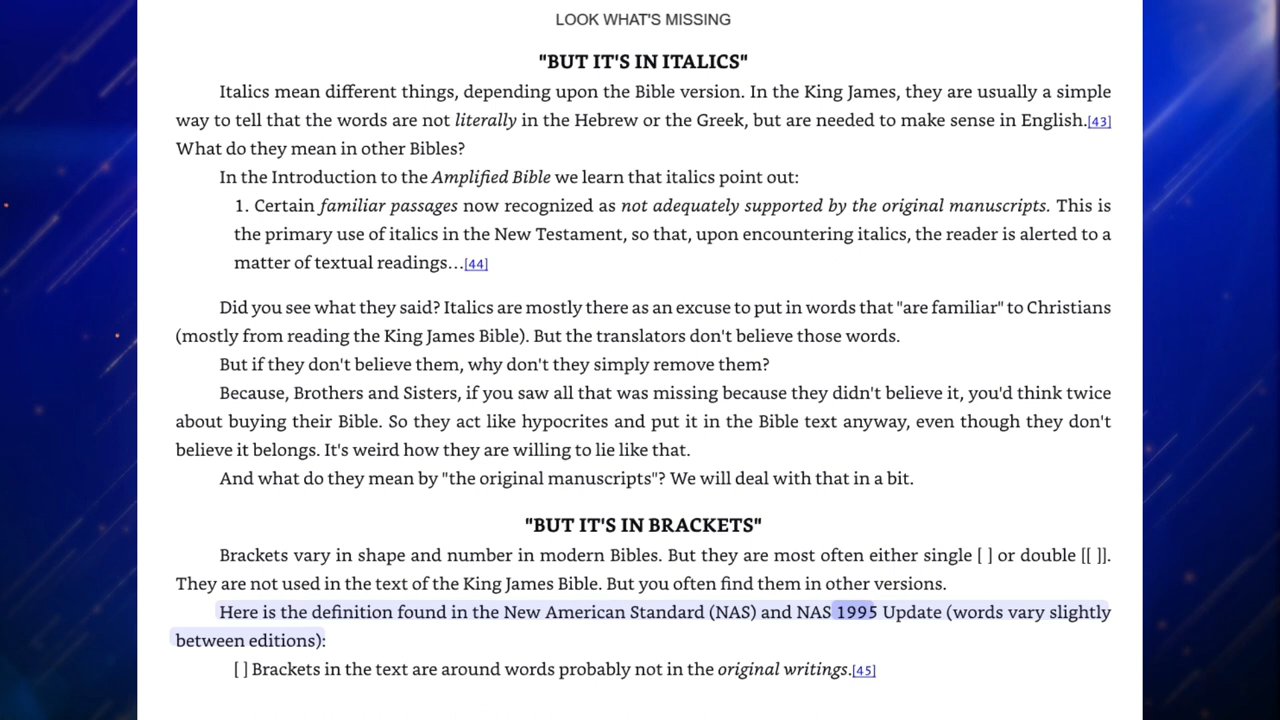 LOOK WHAT'S MISSING
"BUT IT'S IN ITALICS"
Italics mean different things, depending upon the Bible version. In the King James, they are usually a simple
way to tell that the words are not literally in the Hebrew or the Greek, but are needed to make sense in English.[43]
What do they mean in other Bibles?
In the Introduction to the Amplified Bible we learn that italics point out:
1. Certain familiar passages now recognized as not adequately supported by the original manuscripts. This is
the primary use of italics in the New Testament, so that, upon encountering italics, the reader is alerted to a
matter of textual readings…[44]
Did you see what they said? Italics are mostly there as an excuse to put in words that "are familiar" to Christians
(mostly from reading the King James Bible). But the translators don't believe those words.
But if they don't believe them, why don't they simply remove them?
Because, Brothers and Sisters, if you saw all that was missing because they didn't believe it, you'd think twice
about buying their Bible. So they act like hypocrites and put it in the Bible text anyway, even though they don't
believe it belongs. It's weird how they are willing to lie like that.
And what do they mean by "the original manuscripts"? We will deal with that in a bit.
"BUT IT'S IN BRACKETS"
Brackets vary in shape and number in modern Bibles. But they are most often either single [ ] or double [[ ]].
They are not used in the text of the King James Bible. But you often find them in other versions.
Here is the definition found in the New American Standard (NAS) and NAS 1995 Update (words vary slightly
between editions):
[ ] Brackets in the text are around words probably not in the original writings.[45]